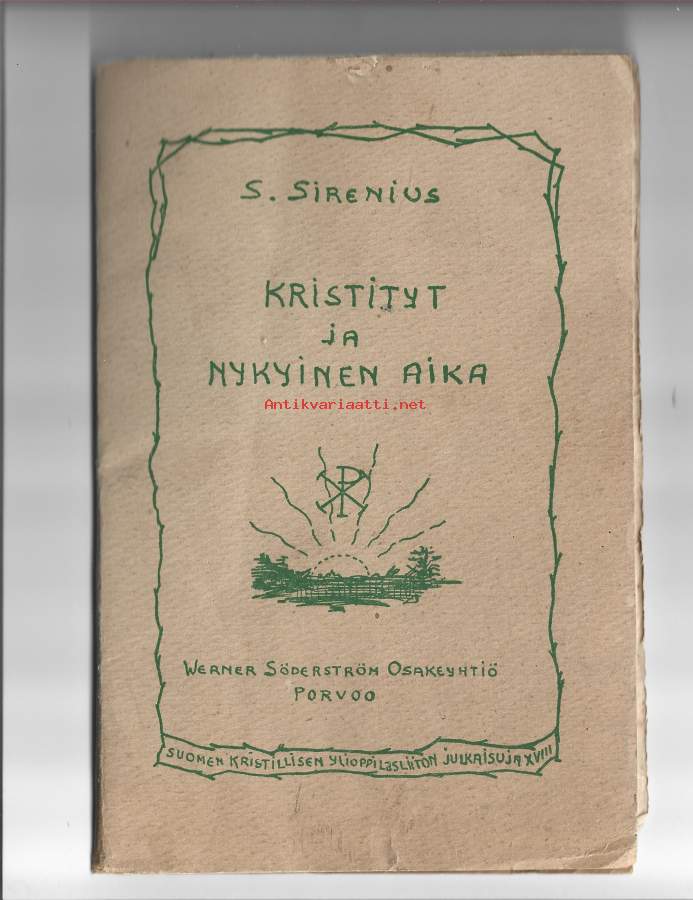 S. SIRENIUS
KRISTITYT
ja
NYKYINEN AIKA
Antikvariaatti.net
WERNER SÖDERSTRÖM OSAKEYHTIÖ
PORVOO
SUOMEN KRISTILLISEN YLIOPPILASLIITON JULKAISUJA XVIII